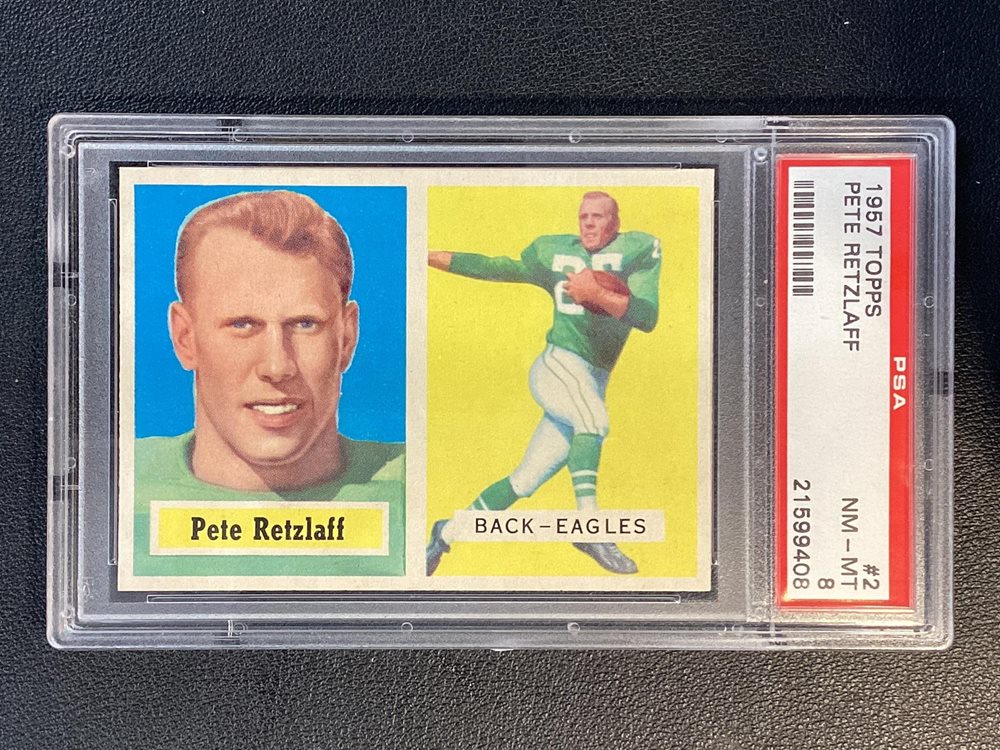 Pete Retzlaff
BACK–EAGLES
1957 TOPPS #2
PETE RETZLAFF NM–MT
8
21599408
PSA